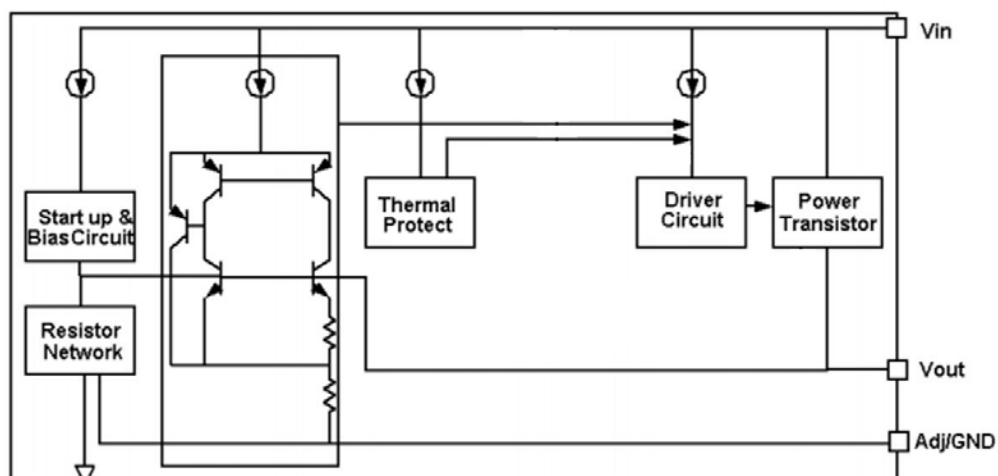 Vin
Start up &
Bias Circuit
Thermal
Protect
Driver
Circuit
Power
Transistor
Resistor
Network
Vout
Adj/GND